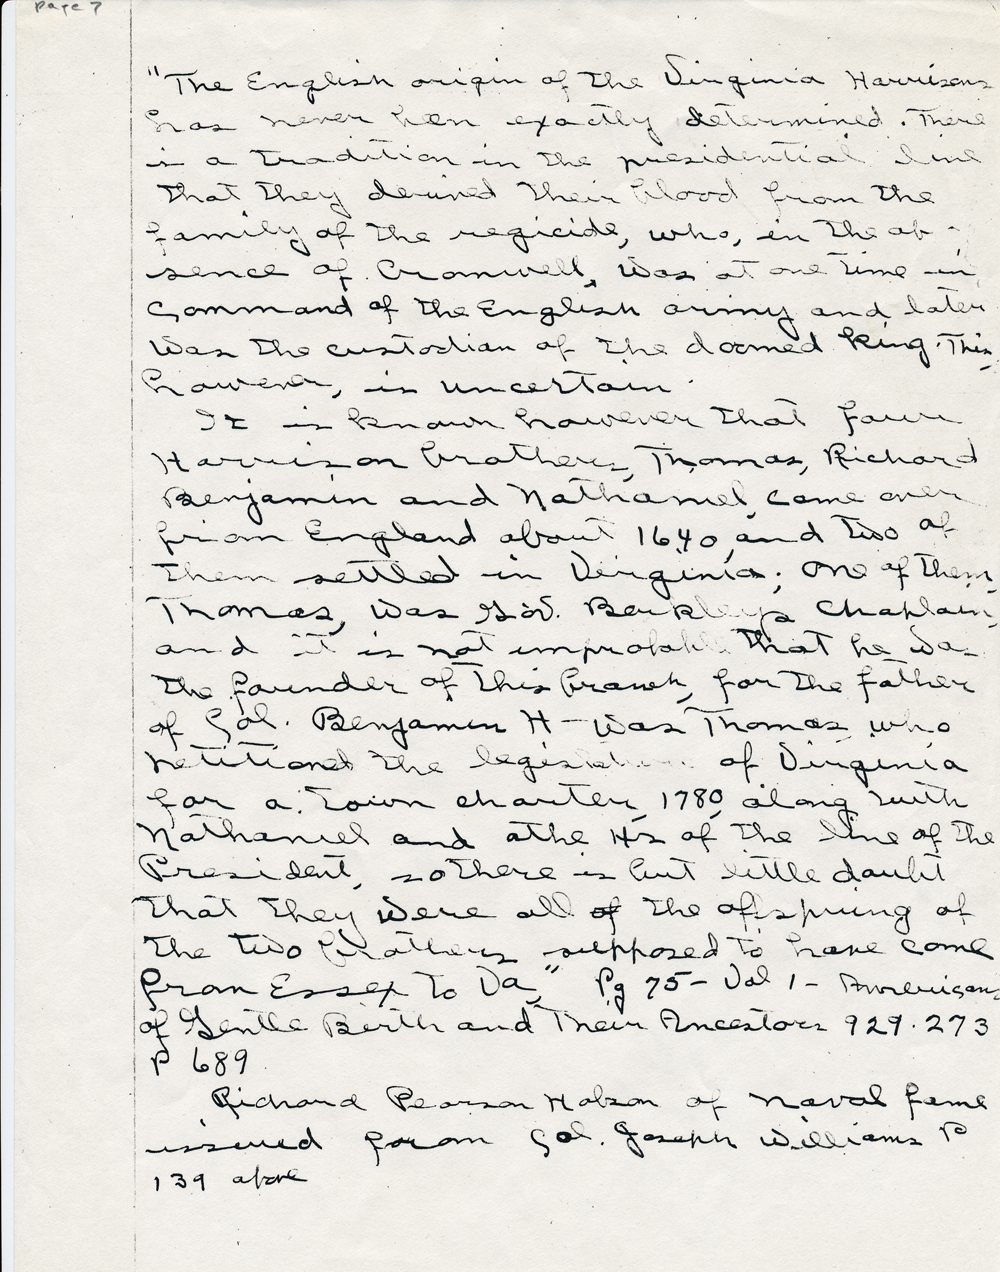 Page 7
"The English origin of the Virginia Harrisons
has never been exactly determined. There
is a tradition in the presidential line
that they derived their blood from the
family of the regicide, who, in the ab-
sence of Cromwell, was at one time in
command of the English army and later
was the custodian of the doomed king. This,
however, is uncertain.
It is known however that four
Harrison brothers, Thomas, Richard
Benjamin and Nathaniel, came over
from England about 1640, and two of
them settled in Virginia; one of them,
Thomas, was Gov. Berkleys Chaplain,
and it is not improbable that he was
the founder of this branch, for the father
of Col. Benjamin H- was Thomas who
petitioned the legislature of Virginia
for a town charter, 1780, along with
Nathaniel and othe Hs of the line of the
President, so there is but little doubt
that they were all of the offspring of
the two brothers supposed to have come
from Essex to Va," Pg 75 - Vol 1 - Americans
of Gentle Birth and Their Ancestors 929.273
P 689
Richard Pearson Hobson of naval fame
issued from Col. Joseph Williams P
139 above